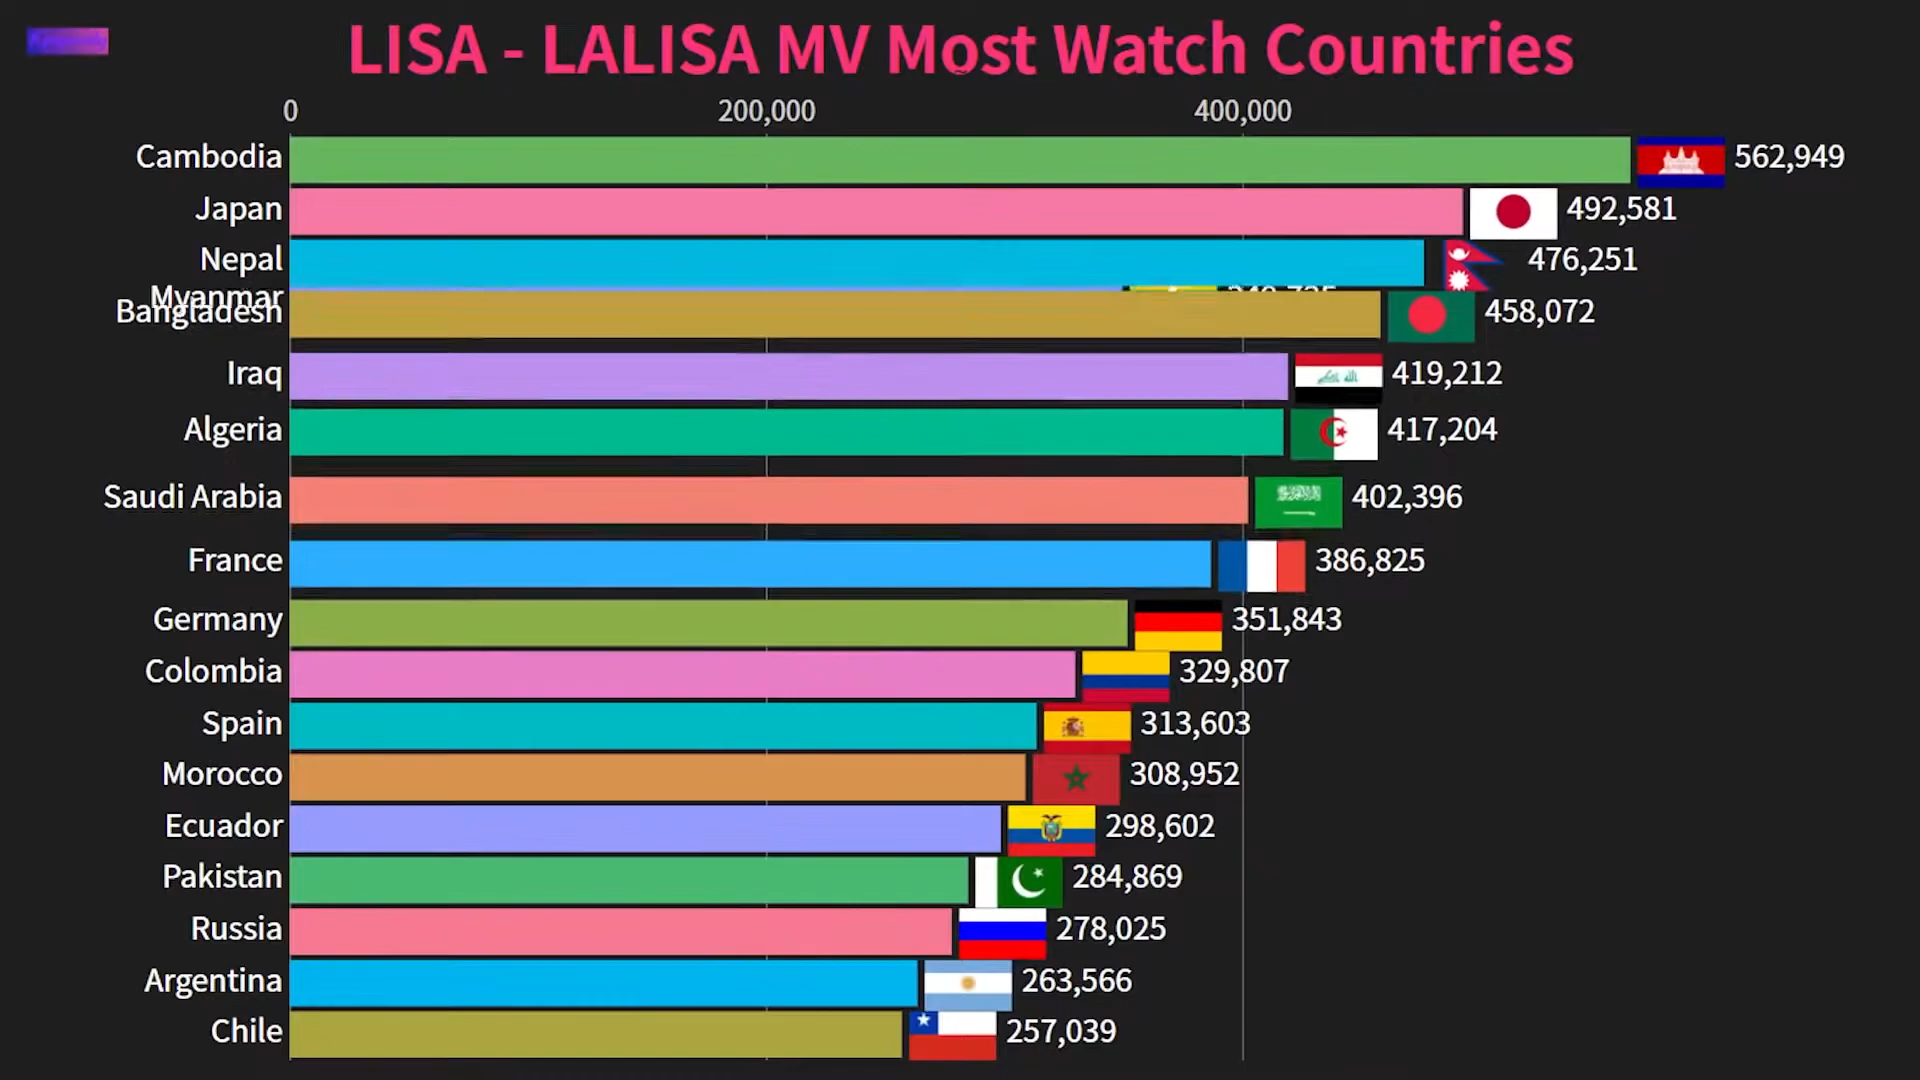 LISA - LALISA MV Most Watch Countries
0 200,000 400,000
Cambodia 562,949
Japan 492,581
Nepal 476,251
Myanmar
Bangladesh 458,072
Iraq 419,212
Algeria 417,204
Saudi Arabia 402,396
France 386,825
Germany 351,843
Colombia 329,807
Spain 313,603
Morocco 308,952
Ecuador 298,602
Pakistan 284,869
Russia 278,025
Argentina 263,566
Chile 257,039